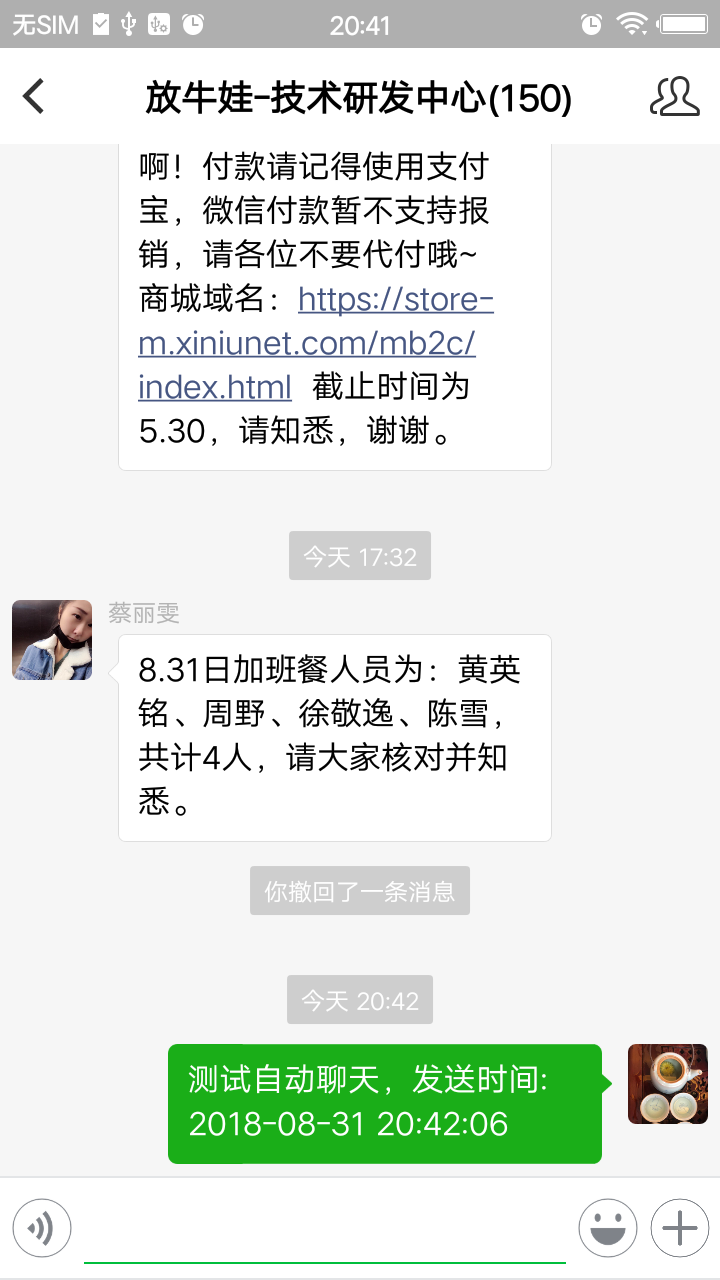 无SIM
20:41
放牛娃-技术研发中心(150)
啊！付款请记得使用支付
宝，微信付款暂不支持报
销，请各位不要代付哦~
商城域名：https://store-
m.xiniunet.com/mb2c/
index.html 截止时间为
5.30，请知悉，谢谢。
今天 17:32
蔡丽雯
8.31日加班餐人员为：黄英
铭、周野、徐敬逸、陈雪，
共计4人，请大家核对并知
悉。
你撤回了一条消息
今天 20:42
测试自动聊天，发送时间:
2018-08-31 20:42:06